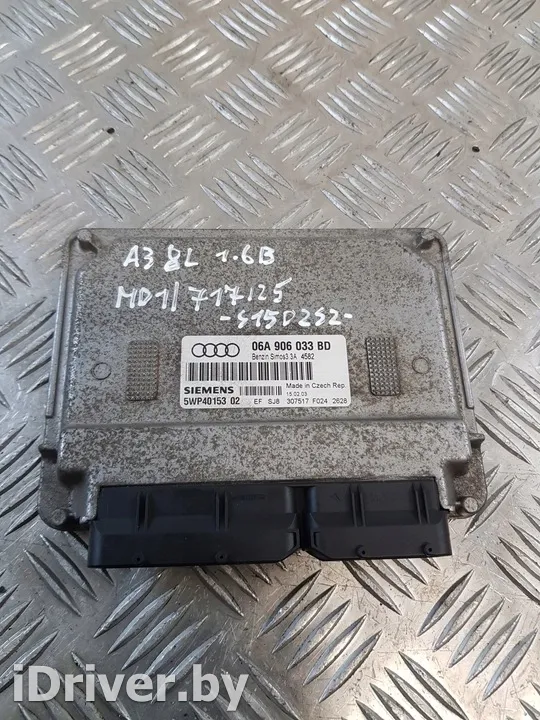 A3 8L 1.6B
MD1/717125
-S15D2S2-
06A 906 033 BD
Benzin Simos3.3A 4582
SIEMENS
Made in Czech Rep.
15.02.03
5WP40153 02
EF SJ8 307517 F024 2628
iDriver.by